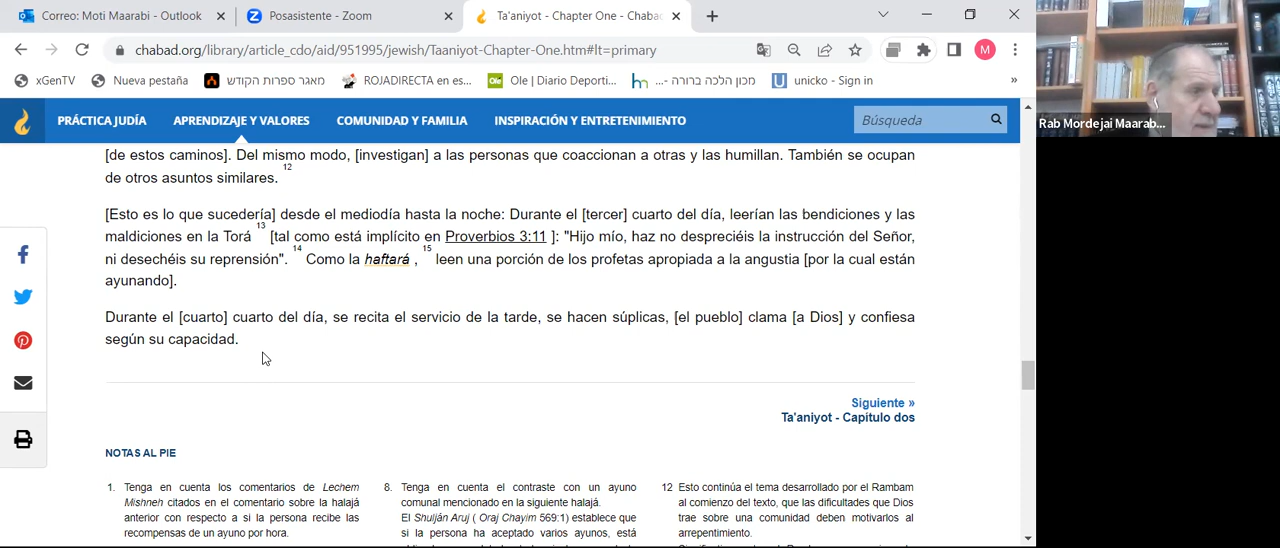 Correo: Moti Maarabi - Outlook
Posasistente - Zoom
Ta'aniyot - Chapter One - Chabad
chabad.org/library/article_cdo/aid/951995/jewish/Taaniyot-Chapter-One.htm#lt=primary
M
xGenTV
Nueva pestaña
מאגר ספרות הקודש
ROJADIRECTA en es...
Ole | Diario Deporti...
מכון הלכה ברורה -...
unicko - Sign in
»
PRÁCTICA JUDÍA
APRENDIZAJE Y VALORES
COMUNIDAD Y FAMILIA
INSPIRACIÓN Y ENTRETENIMIENTO
Búsqueda
Rab Mordejai Maarab...
[de estos caminos]. Del mismo modo, [investigan] a las personas que coaccionan a otras y las humillan. También se ocupan
de otros asuntos similares. 12
[Esto es lo que sucedería] desde el mediodía hasta la noche: Durante el [tercer] cuarto del día, leerían las bendiciones y las
maldiciones en la Torá 13 [tal como está implícito en Proverbios 3:11 ]: "Hijo mío, haz no despreciéis la instrucción del Señor,
ni desechéis su reprensión". 14 Como la haftará , 15 leen una porción de los profetas apropiada a la angustia [por la cual están
ayunando].
Durante el [cuarto] cuarto del día, se recita el servicio de la tarde, se hacen súplicas, [el pueblo] clama [a Dios] y confiesa
según su capacidad.
Siguiente »
Ta'aniyot - Capítulo dos
NOTAS AL PIE
1. Tenga en cuenta los comentarios de Lechem
Mishneh citados en el comentario sobre la halajá
anterior con respecto a si la persona recibe las
recompensas de un ayuno por hora.
8. Tenga en cuenta el contraste con un ayuno
comunal mencionado en la siguiente halajá.
El Shulján Aruj ( Oraj Chayim 569:1) establece que
si la persona ha aceptado varios ayunos, está
12 Esto continúa el tema desarrollado por el Rambam
al comienzo del texto, que las dificultades que Dios
trae sobre una comunidad deben motivarlos al
arrepentimiento.